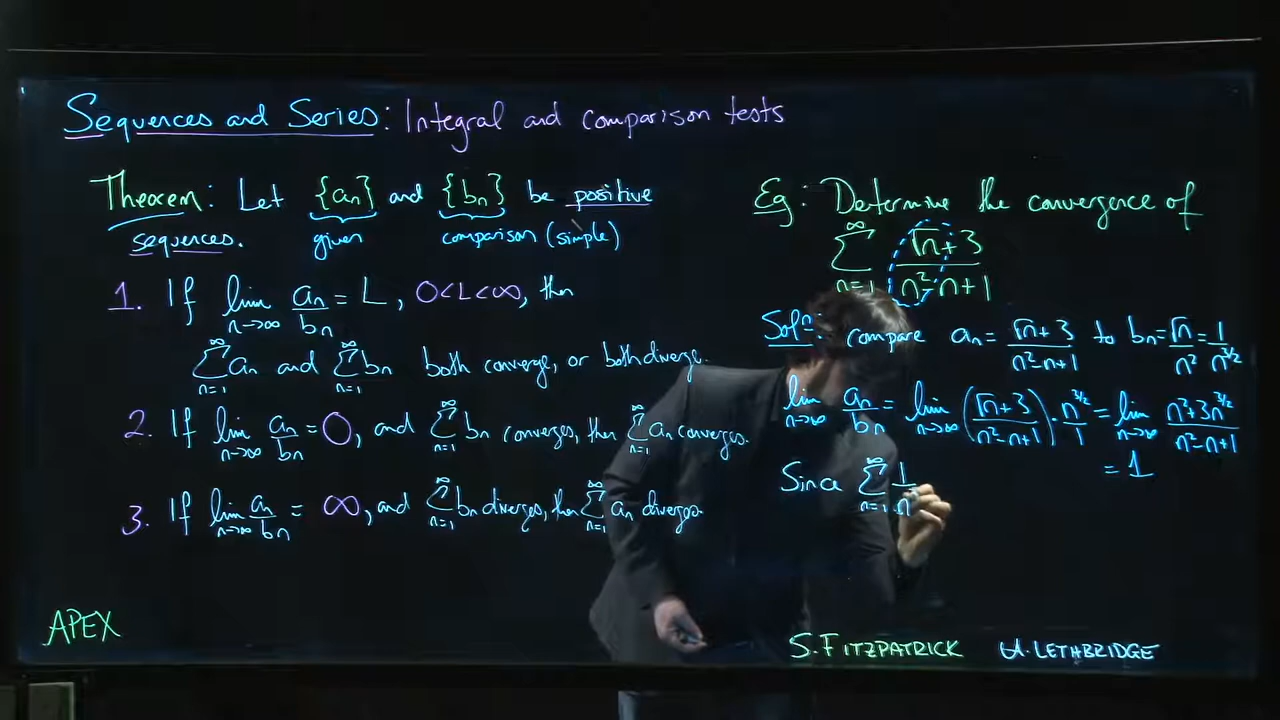 Sequences and Series: Integral and comparison tests
Theorem: Let {an} and {bn} be positive
sequences. given comparison (simple)
1. If lim n→∞ an/bn = L, 0<L<∞, then
∞ Σ n=1 an and ∞ Σ n=1 bn both converge, or both diverge.
2. If lim n→∞ an/bn = 0, and ∞ Σ n=1 bn converges, then ∞ Σ n=1 an converges.
3. If lim n→∞ an/bn = ∞, and ∞ Σ n=1 bn diverges, then ∞ Σ n=1 an diverges.
APEX
Eg: Determine the convergence of
∞ Σ n=1 (√n+3)/(n²-n+1)
Solⁿ: compare an = (√n+3)/(n²-n+1) to bn = √n/n² = 1/n^3/2
lim n→∞ an/bn = lim n→∞ ((√n+3)/(n²-n+1)) · n^3/2/1 = lim n→∞ (n²+3n^3/2)/(n²-n+1)
= 1
Since ∞ Σ n=1 1/n
S. FITZPATRICK U. LETHBRIDGE